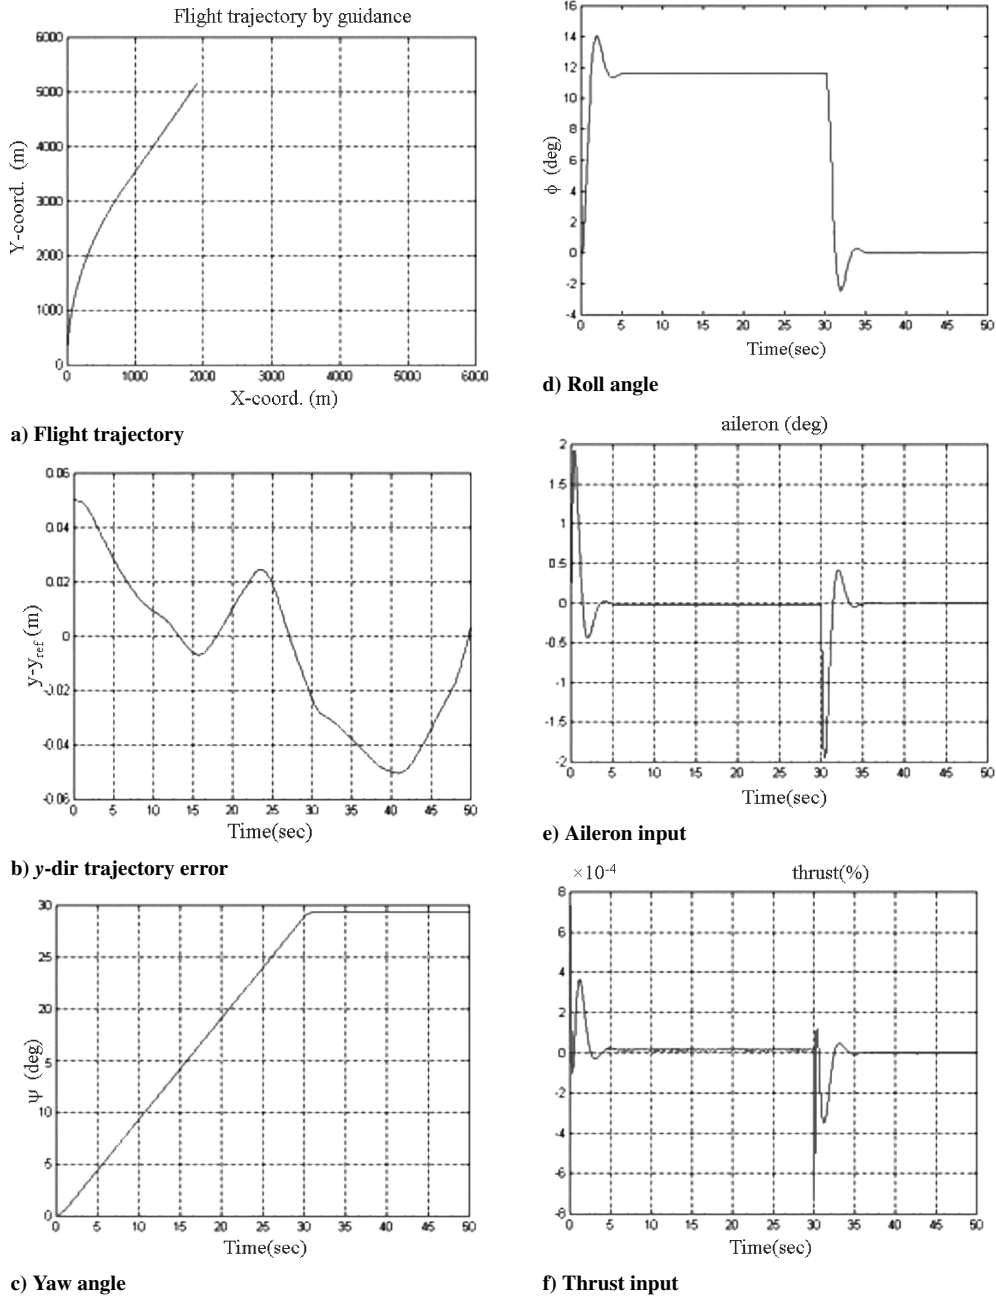 Flight trajectory by guidance
6000
5000
4000
3000
2000
1000
0
Y-coord. (m)
0 1000 2000 3000 4000 5000 6000
X-coord. (m)
a) Flight trajectory
0.06
0.04
0.02
0
-0.02
-0.04
-0.06
y-yref (m)
0 5 10 15 20 25 30 35 40 45 50
Time(sec)
b) y-dir trajectory error
30
25
20
5
10
5
0
Ψ (deg)
0 5 10 15 20 25 30 35 40 45 50
Time(sec)
c) Yaw angle
16
14
12
10
8
6
4
2
0
-2
-4
ϕ (deg)
0 5 10 15 20 25 30 35 40 45 50
Time(sec)
d) Roll angle
aileron (deg)
2
1.5
1
0.5
0
-0.5
-1
-1.5
-2
0 5 10 15 20 25 30 35 40 45 50
Time(sec)
e) Aileron input
×10-4
thrust(%)
8
6
4
2
0
-2
-4
-6
-8
0 5 10 15 20 25 30 35 40 45 50
Time(sec)
f) Thrust input